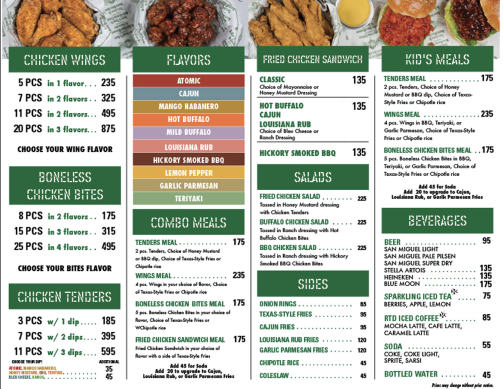 CHICKEN WINGS
5 PCS in 1 flavor.... 235
7 PCS in 2 flavors.. 325
11 PCS in 2 flavors.. 495
20 PCS in 3 flavors.. 875
CHOOSE YOUR WING FLAVOR
BONELESS
CHICKEN BITES
8 PCS in 2 flavors.. 175
15 PCS in 3 flavors.. 315
25 PCS in 4 flavors.. 495
CHOOSE YOUR BITES FLAVOR
CHICKEN TENDERS
3 PCS w/ 1 dip..... 185
7 PCS w/ 2 dips.... 395
11 PCS w/ 3 dips.... 595
CHOOSE YOUR DIP:
ADDITIONAL
35
45
FLAVORS
ATOMIC
CAJUN
MANGO HABANERO
HOT BUFFALO
MILD BUFFALO
LOUISIANA RUB
HICKORY SMOKED BBQ
LEMON PEPPER
GARLIC PARMESAN
TERIYAKI
COMBO MEALS
TENDERS MEAL 175
2 pcs. Tenders, Choice of Honey Mustard
or BBQ dip, Choice of Texas-Style Fries or
Chipotle rice
WINGS MEAL 235
4 pcs. Wings in your choice of flavor, Choice
of Texas-Style Fries or Chipotle rice
BONELESS CHICKEN BITES MEAL 175
5 pcs. Boneless Chicken Bites in your choice of
flavor, Choice of Texas-Style Fries or
WChipotle rice
FRIED CHICKEN SANDWICH MEAL 175
Fried Chicken Sandwich in your choice of
flavor with a side of Texas-Style Fries
Add 45 for Soda
Add 20 to upgrade to Cajun,
Louisiana Rub, or Garlic Parmesan Fries
FRIED CHICKEN SANDWICH
CLASSIC 135
Choice of Mayonnaise or
Honey Mustard Dressing
HOT BUFFALO 135
CAJUN
LOUISIANA RUB
Choice of Bleu Cheese or
Ranch Dressing
HICKORY SMOKED BBQ 135
SALADS
FRIED CHICKEN SALAD 225
Tossed in Honey Mustard dressing
with Chicken Tenders
BUFFALO CHICKEN SALAD 225
Tossed in Ranch dressing with Hot
Buffalo Chicken Bites
BBQ CHICKEN SALAD 225
Tossed in Ranch dressing with Hickory
Smoked BBQ Chicken Bites
SIDES
ONION RINGS 85
TEXAS-STYLE FRIES 95
CAJUN FRIES 95
LOUISIANA RUB FRIES 120
GARLIC PARMESAN FRIES 120
CHIPOTLE RICE 45
COLESLAW 45
KID'S MEALS
TENDERS MEAL 175
2 pcs. Tenders, Choice of Honey
Mustard or BBQ dip, Choice of Texas-
Style Fries or Chipotle rice
WINGS MEAL 235
4 pcs. Wings in BBQ, Teriyaki, or
Garlic Parmesan, Choice of Texas-Style
Fries or Chipotle rice
BONELESS CHICKEN BITES MEAL 175
5 pcs. Boneless Chicken Bites in BBQ,
Teriyaki, or Garlic Parmesan, Choice of
Texas-Style Fries or Chipotle rice
Add 45 for Soda
Add 20 to upgrade to Cajun,
Louisiana Rub, or Garlic Parmesan Fries
BEVERAGES
BEER 95
SAN MIGUEL LIGHT
SAN MIGUEL PALE PILSEN
SAN MIGUEL SUPER DRY
STELLA ARTOIS 135
HEINEKEN 135
BLUE MOON 175
SPARKLING ICED TEA 75
BERRIES, APPLE, LEMON
RTD ICED COFFEE 85
MOCHA LATTE, CAFE LATTE,
CARAMEL LATTE
SODA 55
COKE, COKE LIGHT,
SPRITE, SARSI
BOTTLED WATER 45
Prices may change without prior notice